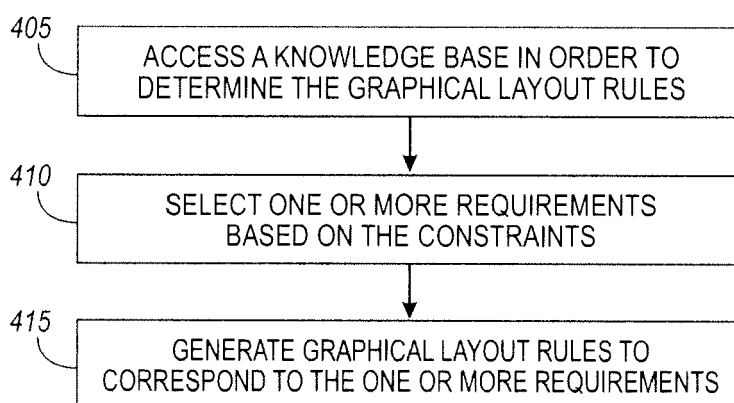 405
ACCESS A KNOWLEDGE BASE IN ORDER TO
DETERMINE THE GRAPHICAL LAYOUT RULES
410
SELECT ONE OR MORE REQUIREMENTS
BASED ON THE CONSTRAINTS
415
GENERATE GRAPHICAL LAYOUT RULES TO
CORRESPOND TO THE ONE OR MORE REQUIREMENTS